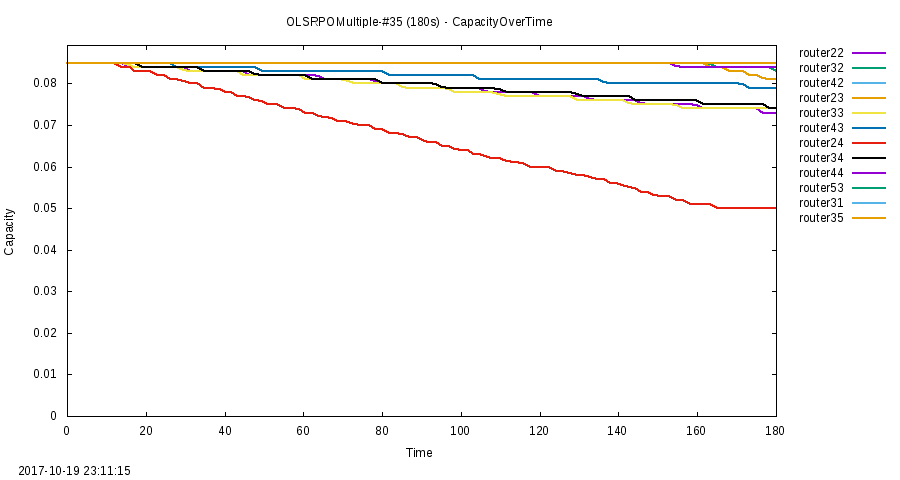 OLSRPOMultiple-#35 (180s) - CapacityOverTime
router22
router32
router42
router23
router33
router43
router24
router34
router44
router53
router31
router35
Capacity
0.08
0.07
0.06
0.05
0.04
0.03
0.02
0.01
0
0 20 40 60 80 100 120 140 160 180
Time
2017-10-19 23:11:15